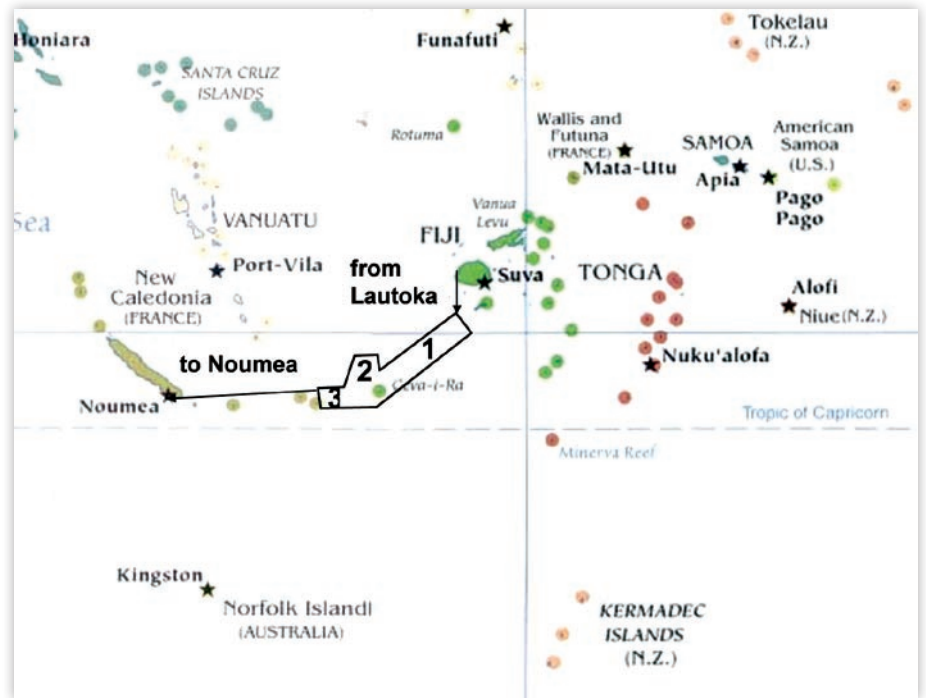 Honiara
Funafuti
Tokelau
(N.Z.)
SANTA CRUZ
ISLANDS
Rotuma
Wallis and
Futuna
(FRANCE)
Mata-Utu
SAMOA
Apia
American
Samoa
(U.S.)
Pago
Pago
Sea
VANUATU
Vanua
Levu
FIJI
Suva
Port-Vila
from
Lautoka
TONGA
New
Caledonia
(FRANCE)
Alofi
Niue(N.Z.)
to Noumea
1
2
3
Ceva-i-Ra
Nuku'alofa
Noumea
Tropic of Capricorn
Minerva Reef
Kingston
Norfolk Islandl
(AUSTRALIA)
KERMADEC
ISLANDS
(N.Z.)